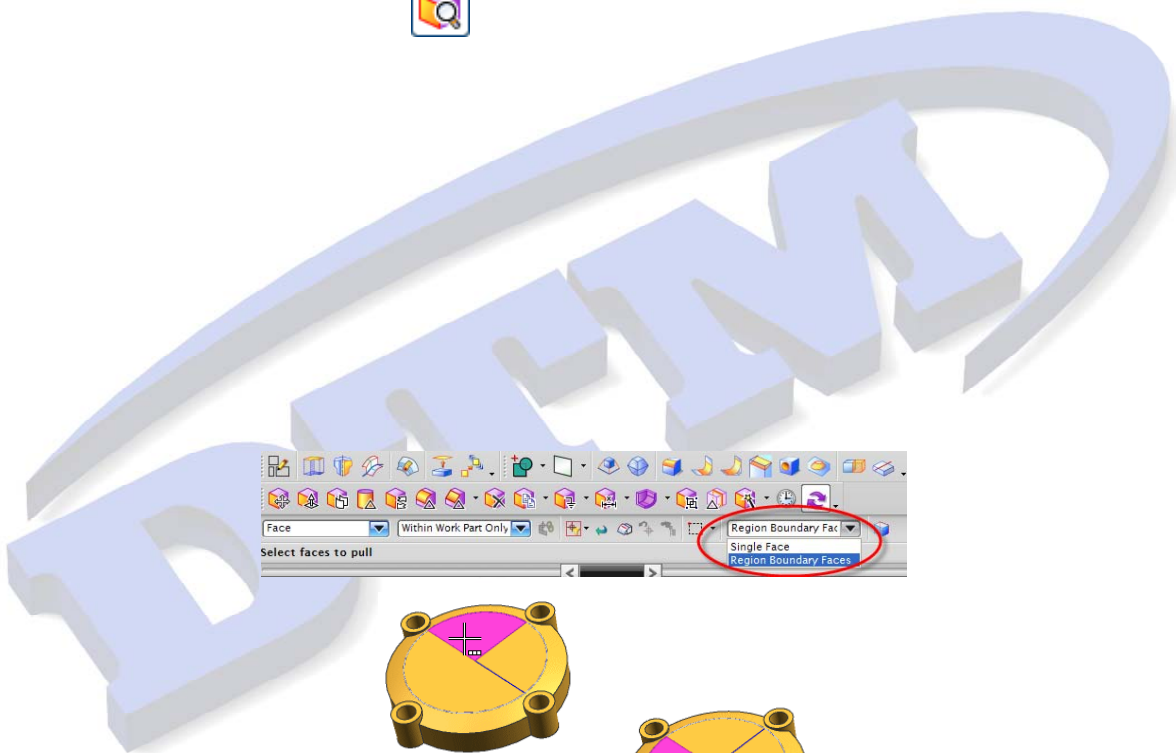 DTM
Face
Within Work Part Only
Region Boundary Fac
Single Face
Select faces to pull
Region Boundary Faces